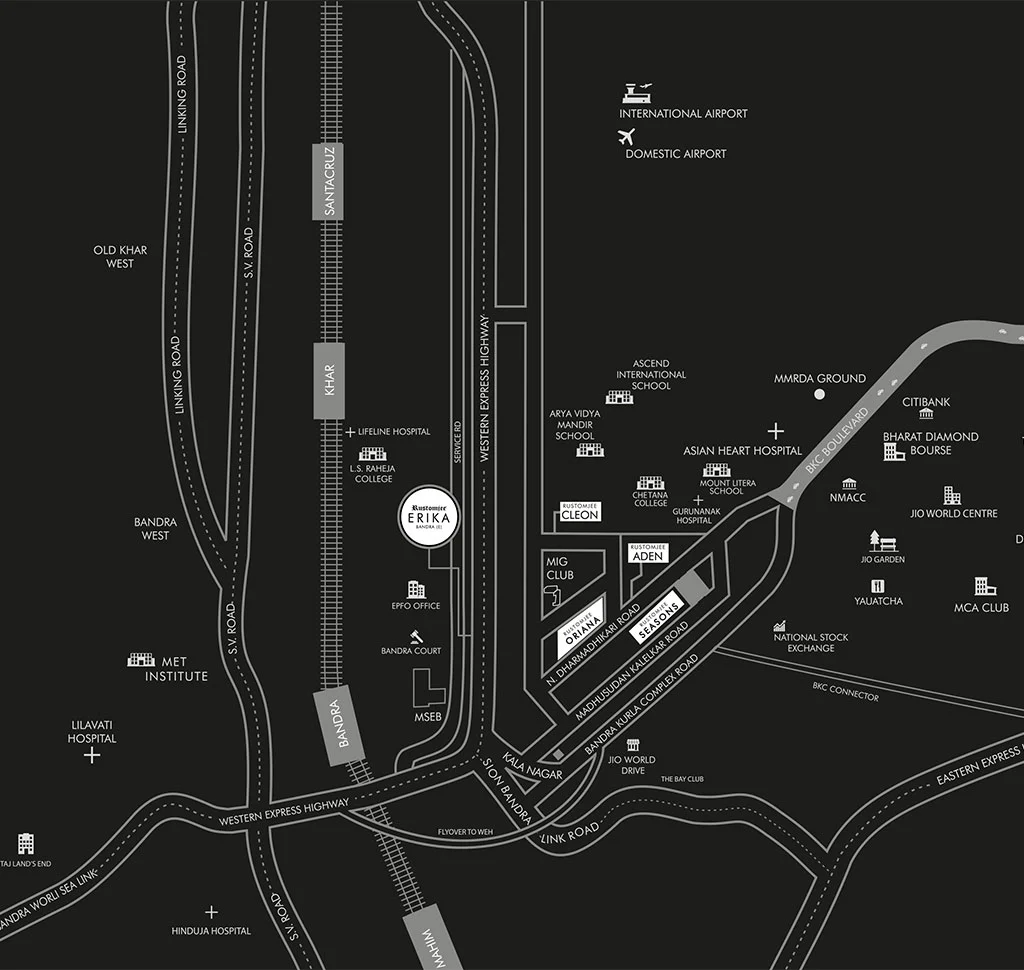 LINKING ROAD
INTERNATIONAL AIRPORT
DOMESTIC AIRPORT
SANTACRUZ
OLD KHAR
WEST
S.V. ROAD
LINKING ROAD
KHAR
WESTERN EXPRESS HIGHWAY
SERVICE RD
ASCEND
INTERNATIONAL
SCHOOL
MMRDA GROUND
CITIBANK
ARYA VIDYA
MANDIR
SCHOOL
LIFELINE HOSPITAL
L.S. RAHEJA
COLLEGE
ASIAN HEART HOSPITAL
BKC BOULEVARD
BHARAT DIAMOND
BOURSE
MOUNT LITERA
SCHOOL
CHETANA
COLLEGE
GURUNANAK
HOSPITAL
NMACC
JIO WORLD CENTRE
Rustomjee
ERIKA
BANDRA (E)
RUSTOMJEE
CLEON
BANDRA
WEST
D
RUSTOMJEE
ADEN
MIG
CLUB
JIO GARDEN
YAUATCHA
MCA CLUB
EPFO OFFICE
BANDRA COURT
RUSTOMJEE
ORIANA
RUSTOMJEE
SEASONS
N. DHARMADHIKARI ROAD
MADHUSUDAN KALELKAR ROAD
BANDRA KURLA COMPLEX ROAD
NATIONAL STOCK
EXCHANGE
BKC CONNECTOR
S.V. ROAD
MET
INSTITUTE
MSEB
BANDRA
LILAVATI
HOSPITAL
KALA NAGAR
JIO WORLD
DRIVE
THE BAY CLUB
EASTERN EXPRESS H
SION BANDRA
LINK ROAD
WESTERN EXPRESS HIGHWAY
FLYOVER TO WEH
TAJ LAND'S END
ANDRA WORLI SEA LINK
HINDUJA HOSPITAL
S.V. ROAD
MAHIM